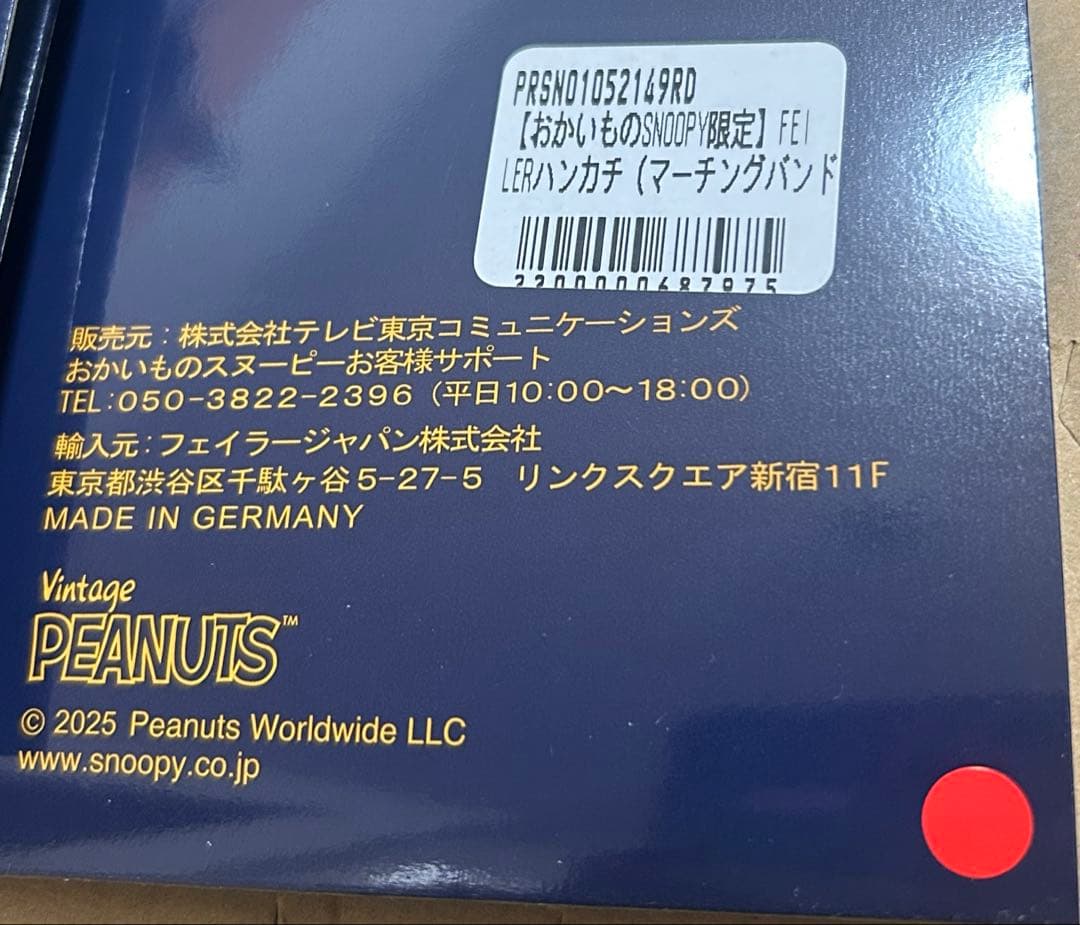 PRSN01052149RD
【おかいものSNOOPY限定】FEI
LERハンカチ（マーチングバンド
2200000687975
販売元：株式会社テレビ東京コミュニケーションズ
おかいものスヌーピーお客様サポート
TEL:050-3822-2396（平日10:00〜18:00）
輸入元：フェイラージャパン株式会社
東京都渋谷区千駄ヶ谷5-27-5　リンクスクエア新宿11F
MADE IN GERMANY
Vintage
PEANUTS™
© 2025 Peanuts Worldwide LLC
www.snoopy.co.jp